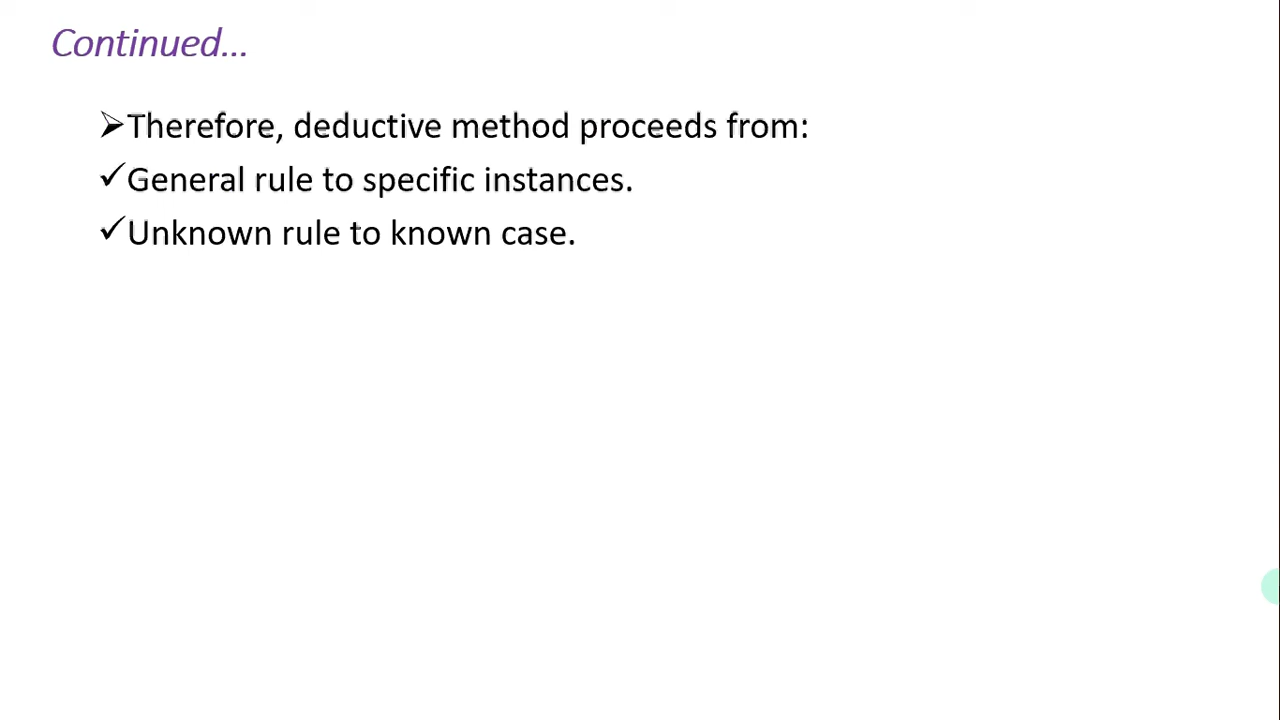 Continued...
➢Therefore, deductive method proceeds from:
✓General rule to specific instances.
✓Unknown rule to known case.